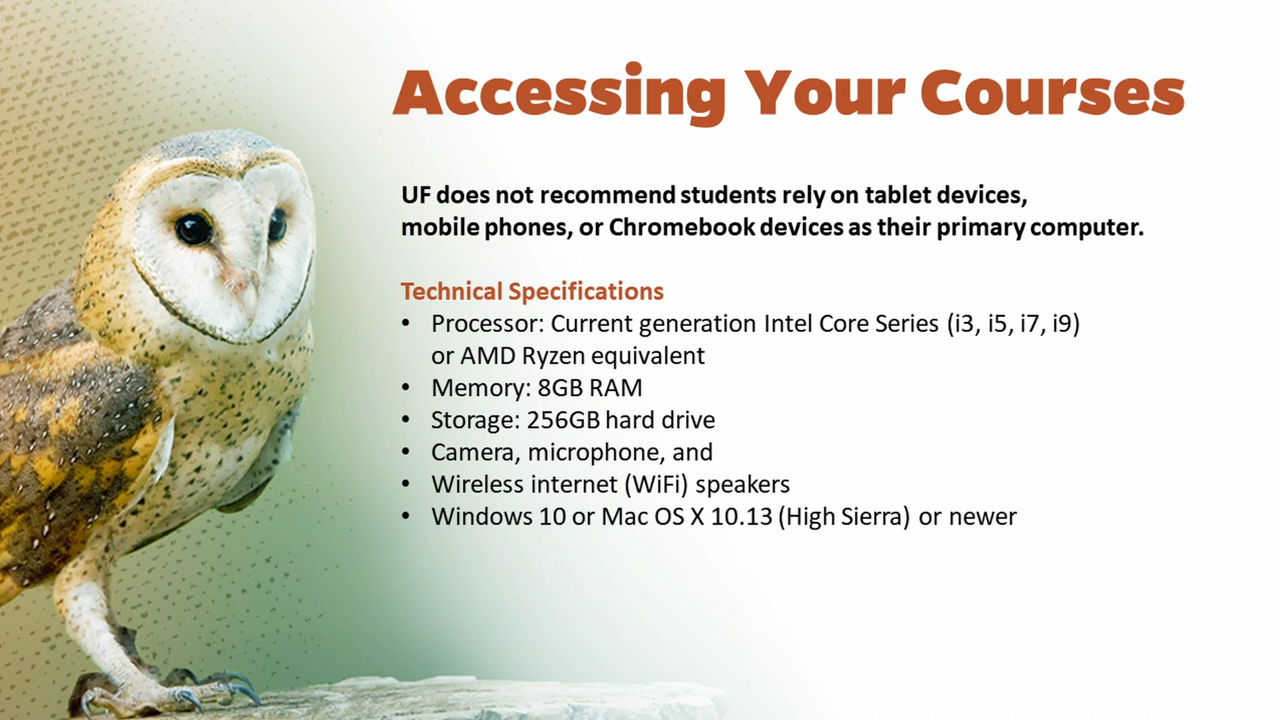 Accessing Your Courses
UF does not recommend students rely on tablet devices,
mobile phones, or Chromebook devices as their primary computer.
Technical Specifications
• Processor: Current generation Intel Core Series (i3, i5, i7, i9)
or AMD Ryzen equivalent
• Memory: 8GB RAM
• Storage: 256GB hard drive
• Camera, microphone, and
• Wireless internet (WiFi) speakers
• Windows 10 or Mac OS X 10.13 (High Sierra) or newer